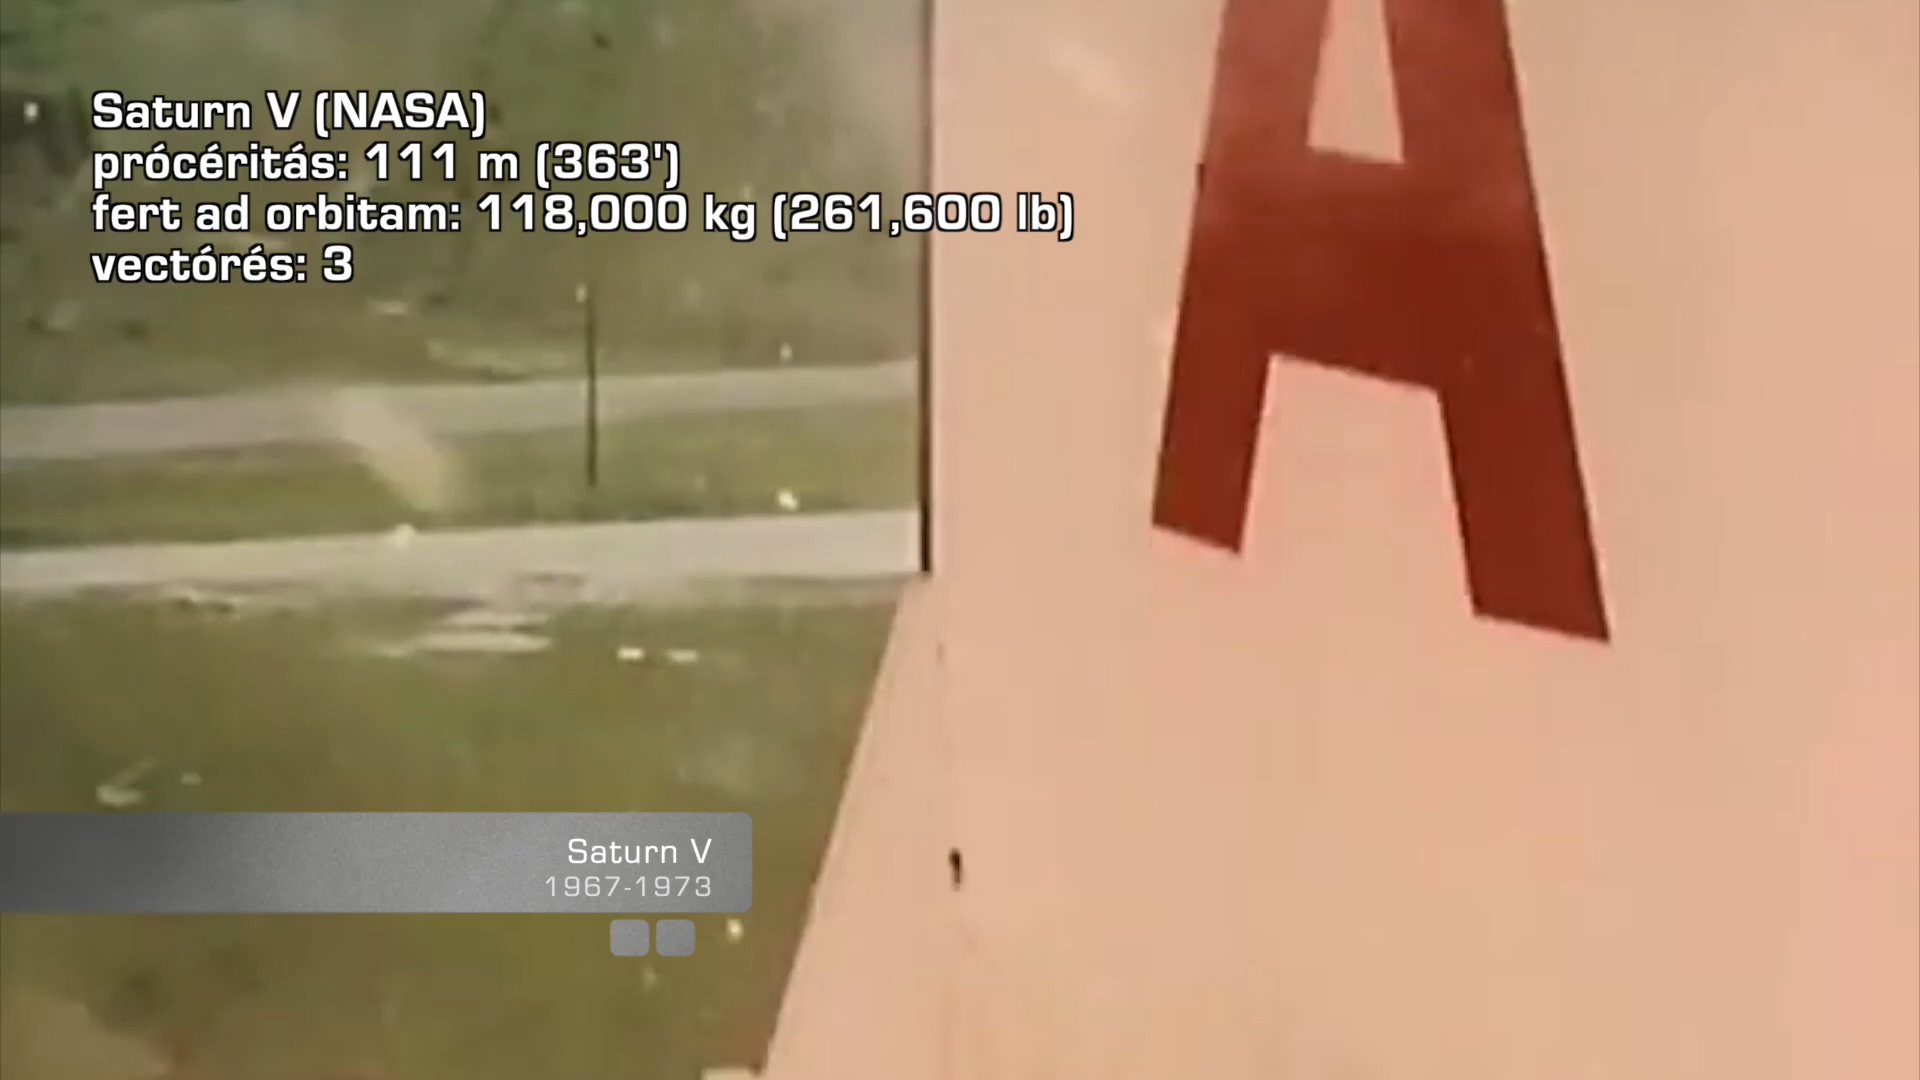 Saturn V (NASA)
prócéritás: 111 m (363')
fert ad orbitam: 118,000 kg (261,600 lb)
vectórés: 3
A
Saturn V
1967-1973